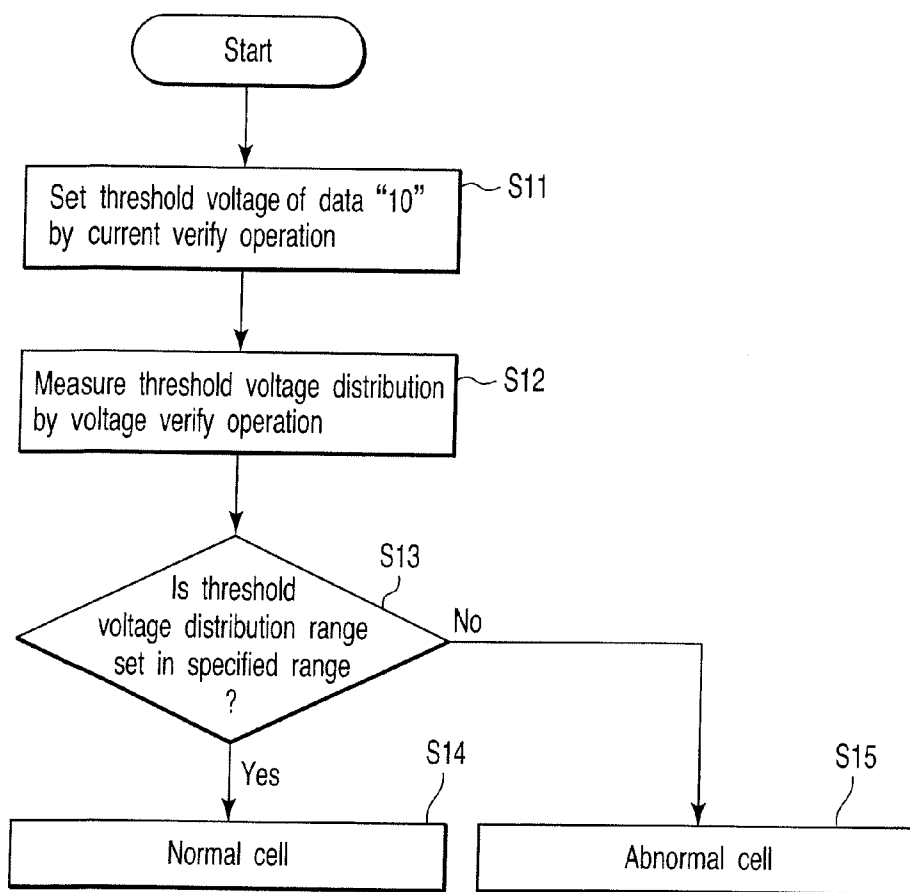 Start
S11
Set threshold voltage of data “10”
by current verify operation
S12
Measure threshold voltage distribution
by voltage verify operation
S13
Is threshold
voltage distribution range
set in specified range
?
No
Yes
S14
Normal cell
S15
Abnormal cell